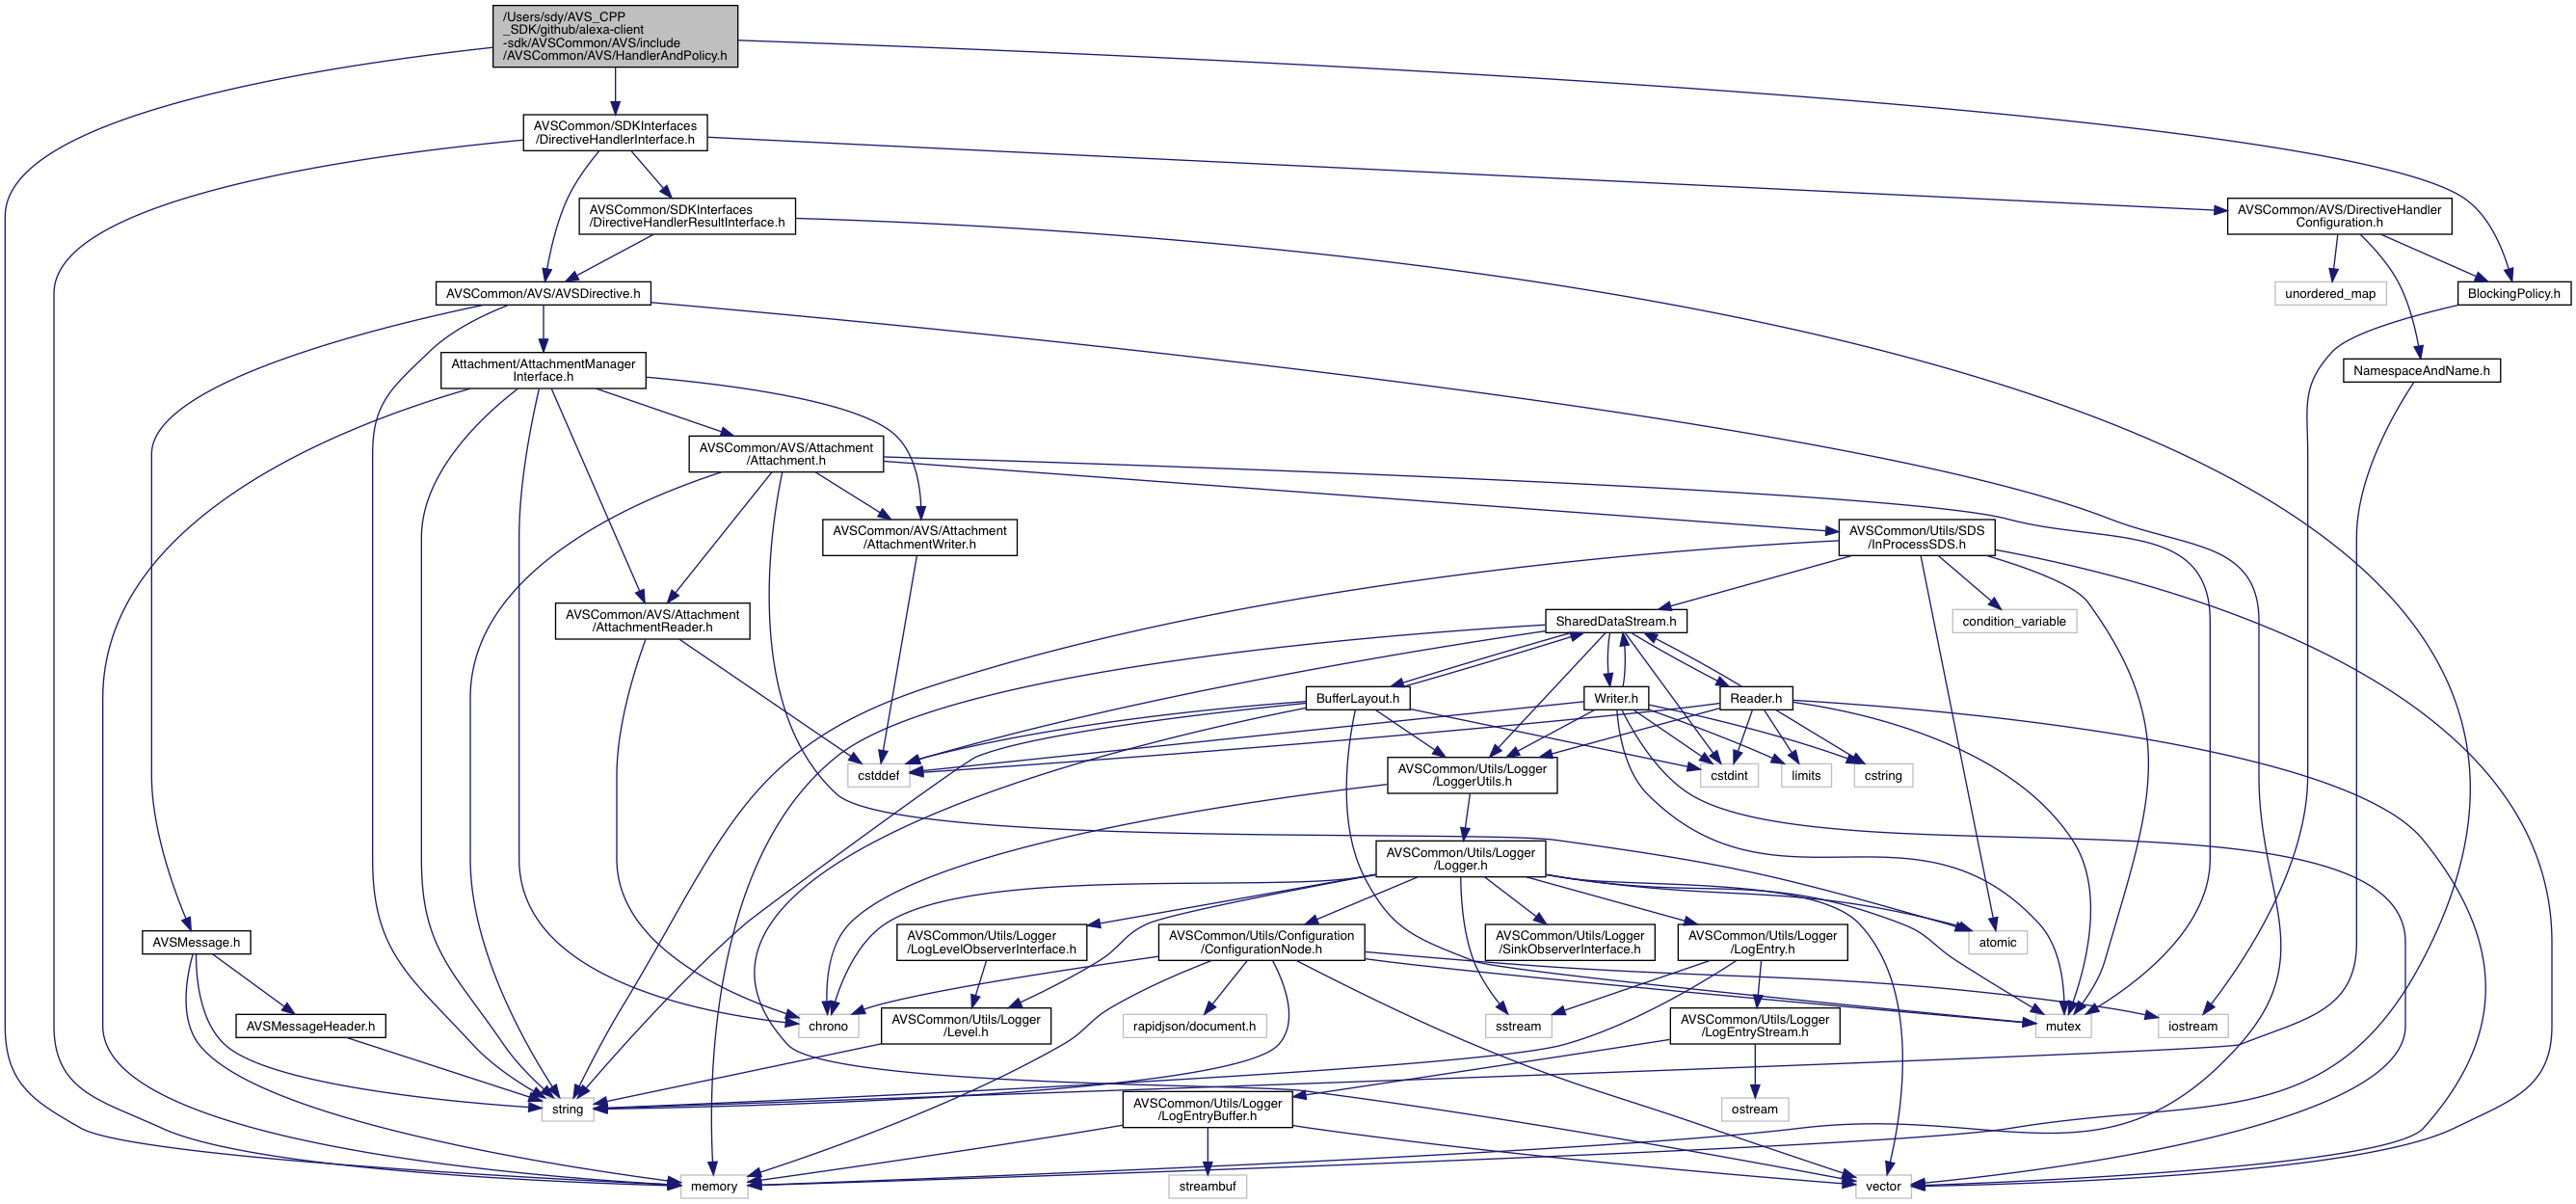 /Users/sdy/AVS_CPP
_SDK/github/alexa-client
-sdk/AVSCommon/AVS/include
/AVSCommon/AVS/HandlerAndPolicy.h
AVSCommon/SDKInterfaces
/DirectiveHandlerInterface.h
AVSCommon/SDKInterfaces
/DirectiveHandlerResultInterface.h
AVSCommon/AVS/DirectiveHandler
Configuration.h
AVSCommon/AVS/AVSDirective.h
unordered_map
BlockingPolicy.h
Attachment/AttachmentManager
Interface.h
NamespaceAndName.h
AVSCommon/AVS/Attachment
/Attachment.h
AVSCommon/AVS/Attachment
/AttachmentWriter.h
AVSCommon/Utils/SDS
/InProcessSDS.h
AVSCommon/AVS/Attachment
/AttachmentReader.h
SharedDataStream.h
condition_variable
BufferLayout.h
Writer.h
Reader.h
cstddef
AVSCommon/Utils/Logger
/LoggerUtils.h
cstdint
limits
cstring
AVSCommon/Utils/Logger
/Logger.h
AVSMessage.h
AVSCommon/Utils/Logger
/LogLevelObserverInterface.h
AVSCommon/Utils/Configuration
/ConfigurationNode.h
AVSCommon/Utils/Logger
/SinkObserverInterface.h
AVSCommon/Utils/Logger
/LogEntry.h
atomic
AVSMessageHeader.h
chrono
AVSCommon/Utils/Logger
/Level.h
rapidjson/document.h
sstream
AVSCommon/Utils/Logger
/LogEntryStream.h
mutex
iostream
string
AVSCommon/Utils/Logger
/LogEntryBuffer.h
ostream
memory
streambuf
vector